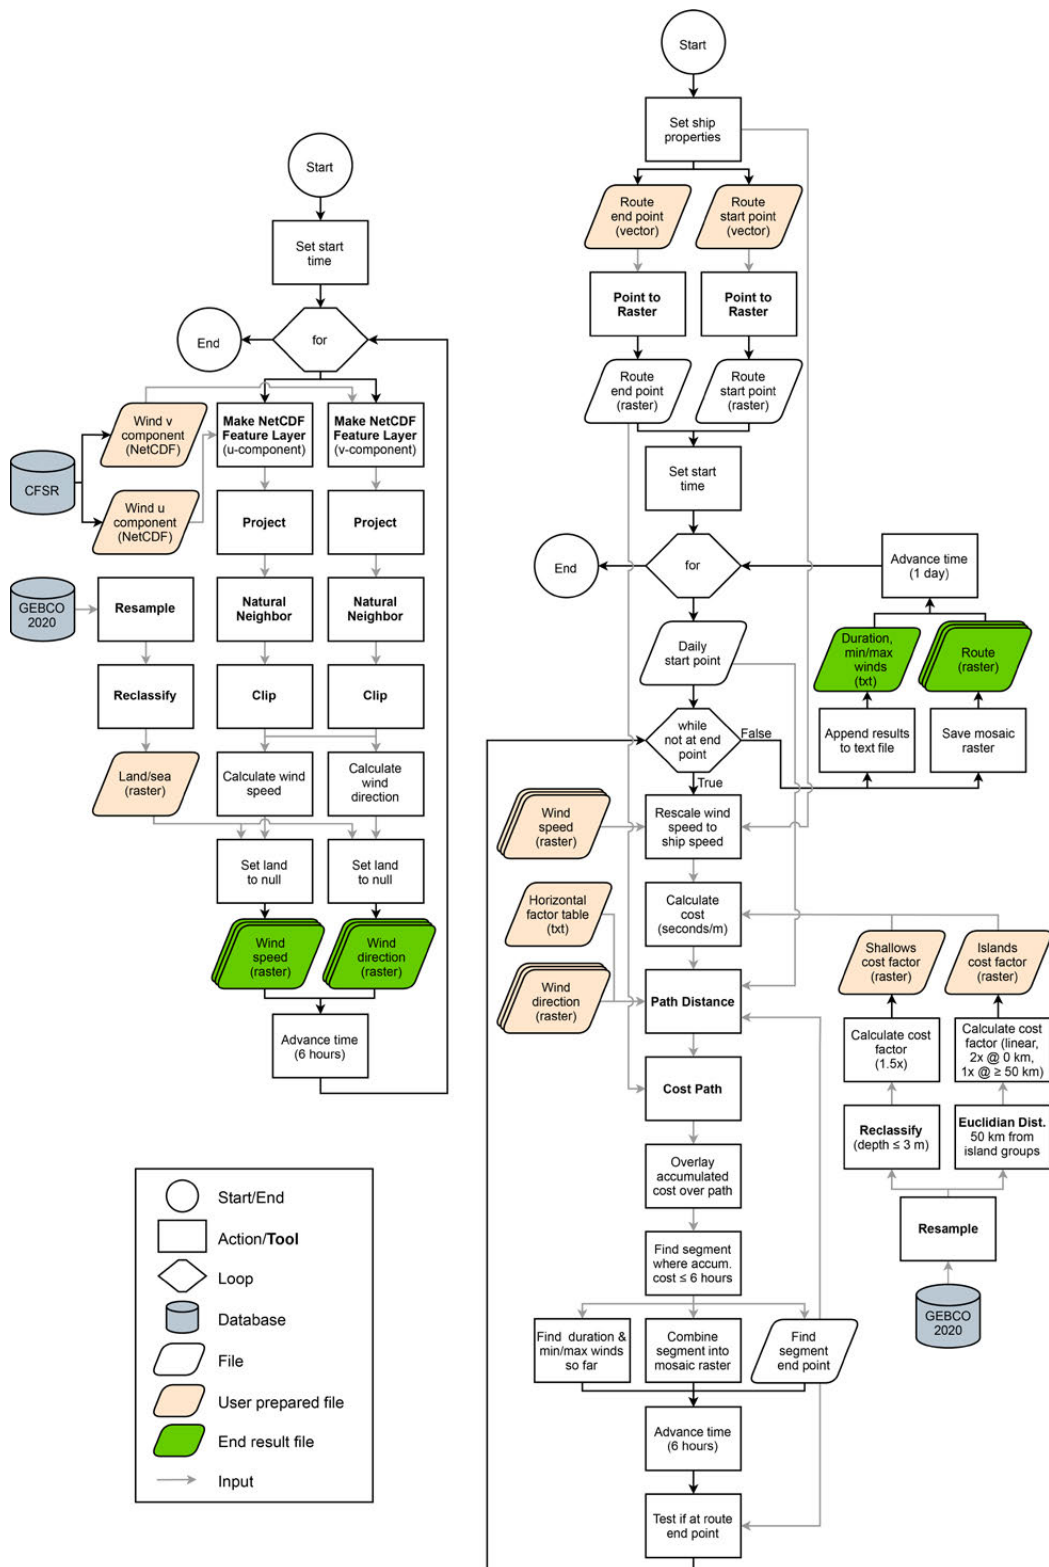 Start
Set start
time
for
End
Wind v
component
(NetCDF)
Make NetCDF
Feature Layer
(u-component)
Make NetCDF
Feature Layer
(v-component)
CFSR
Wind u
component
(NetCDF)
Project
Project
GEBCO
2020
Resample
Natural
Neighbor
Natural
Neighbor
Reclassify
Clip
Clip
Land/sea
(raster)
Calculate wind
speed
Calculate
wind
direction
Set land
to null
Set land
to null
Wind
speed
(raster)
Wind
direction
(raster)
Advance time
(6 hours)
Start/End
Action/Tool
Loop
Database
File
User prepared file
End result file
Input
Start
Set ship
properties
Route
end point
(vector)
Route
start point
(vector)
Point to
Raster
Point to
Raster
Route
end point
(raster)
Route
start point
(raster)
Set start
time
End
for
Advance time
(1 day)
Daily
start point
Duration,
min/max
winds
(txt)
Route
(raster)
while
not at end
point
False
True
Append results
to text file
Save mosaic
raster
Wind
speed
(raster)
Rescale wind
speed to
ship speed
Horizontal
factor table
(txt)
Calculate
cost
(seconds/m)
Shallows
cost factor
(raster)
Islands
cost factor
(raster)
Wind
direction
(raster)
Path Distance
Calculate cost
factor
(1.5x)
Calculate cost
factor (linear,
2x @ 0 km,
1x @ ≥ 50 km)
Cost Path
Reclassify
(depth ≤ 3 m)
Euclidian Dist.
50 km from
island groups
Overlay
accumulated
cost over path
Resample
Find segment
where accum.
cost ≤ 6 hours
GEBCO
2020
Find duration &
min/max winds
so far
Combine
segment into
mosaic raster
Find
segment
end point
Advance time
(6 hours)
Test if at route
end point